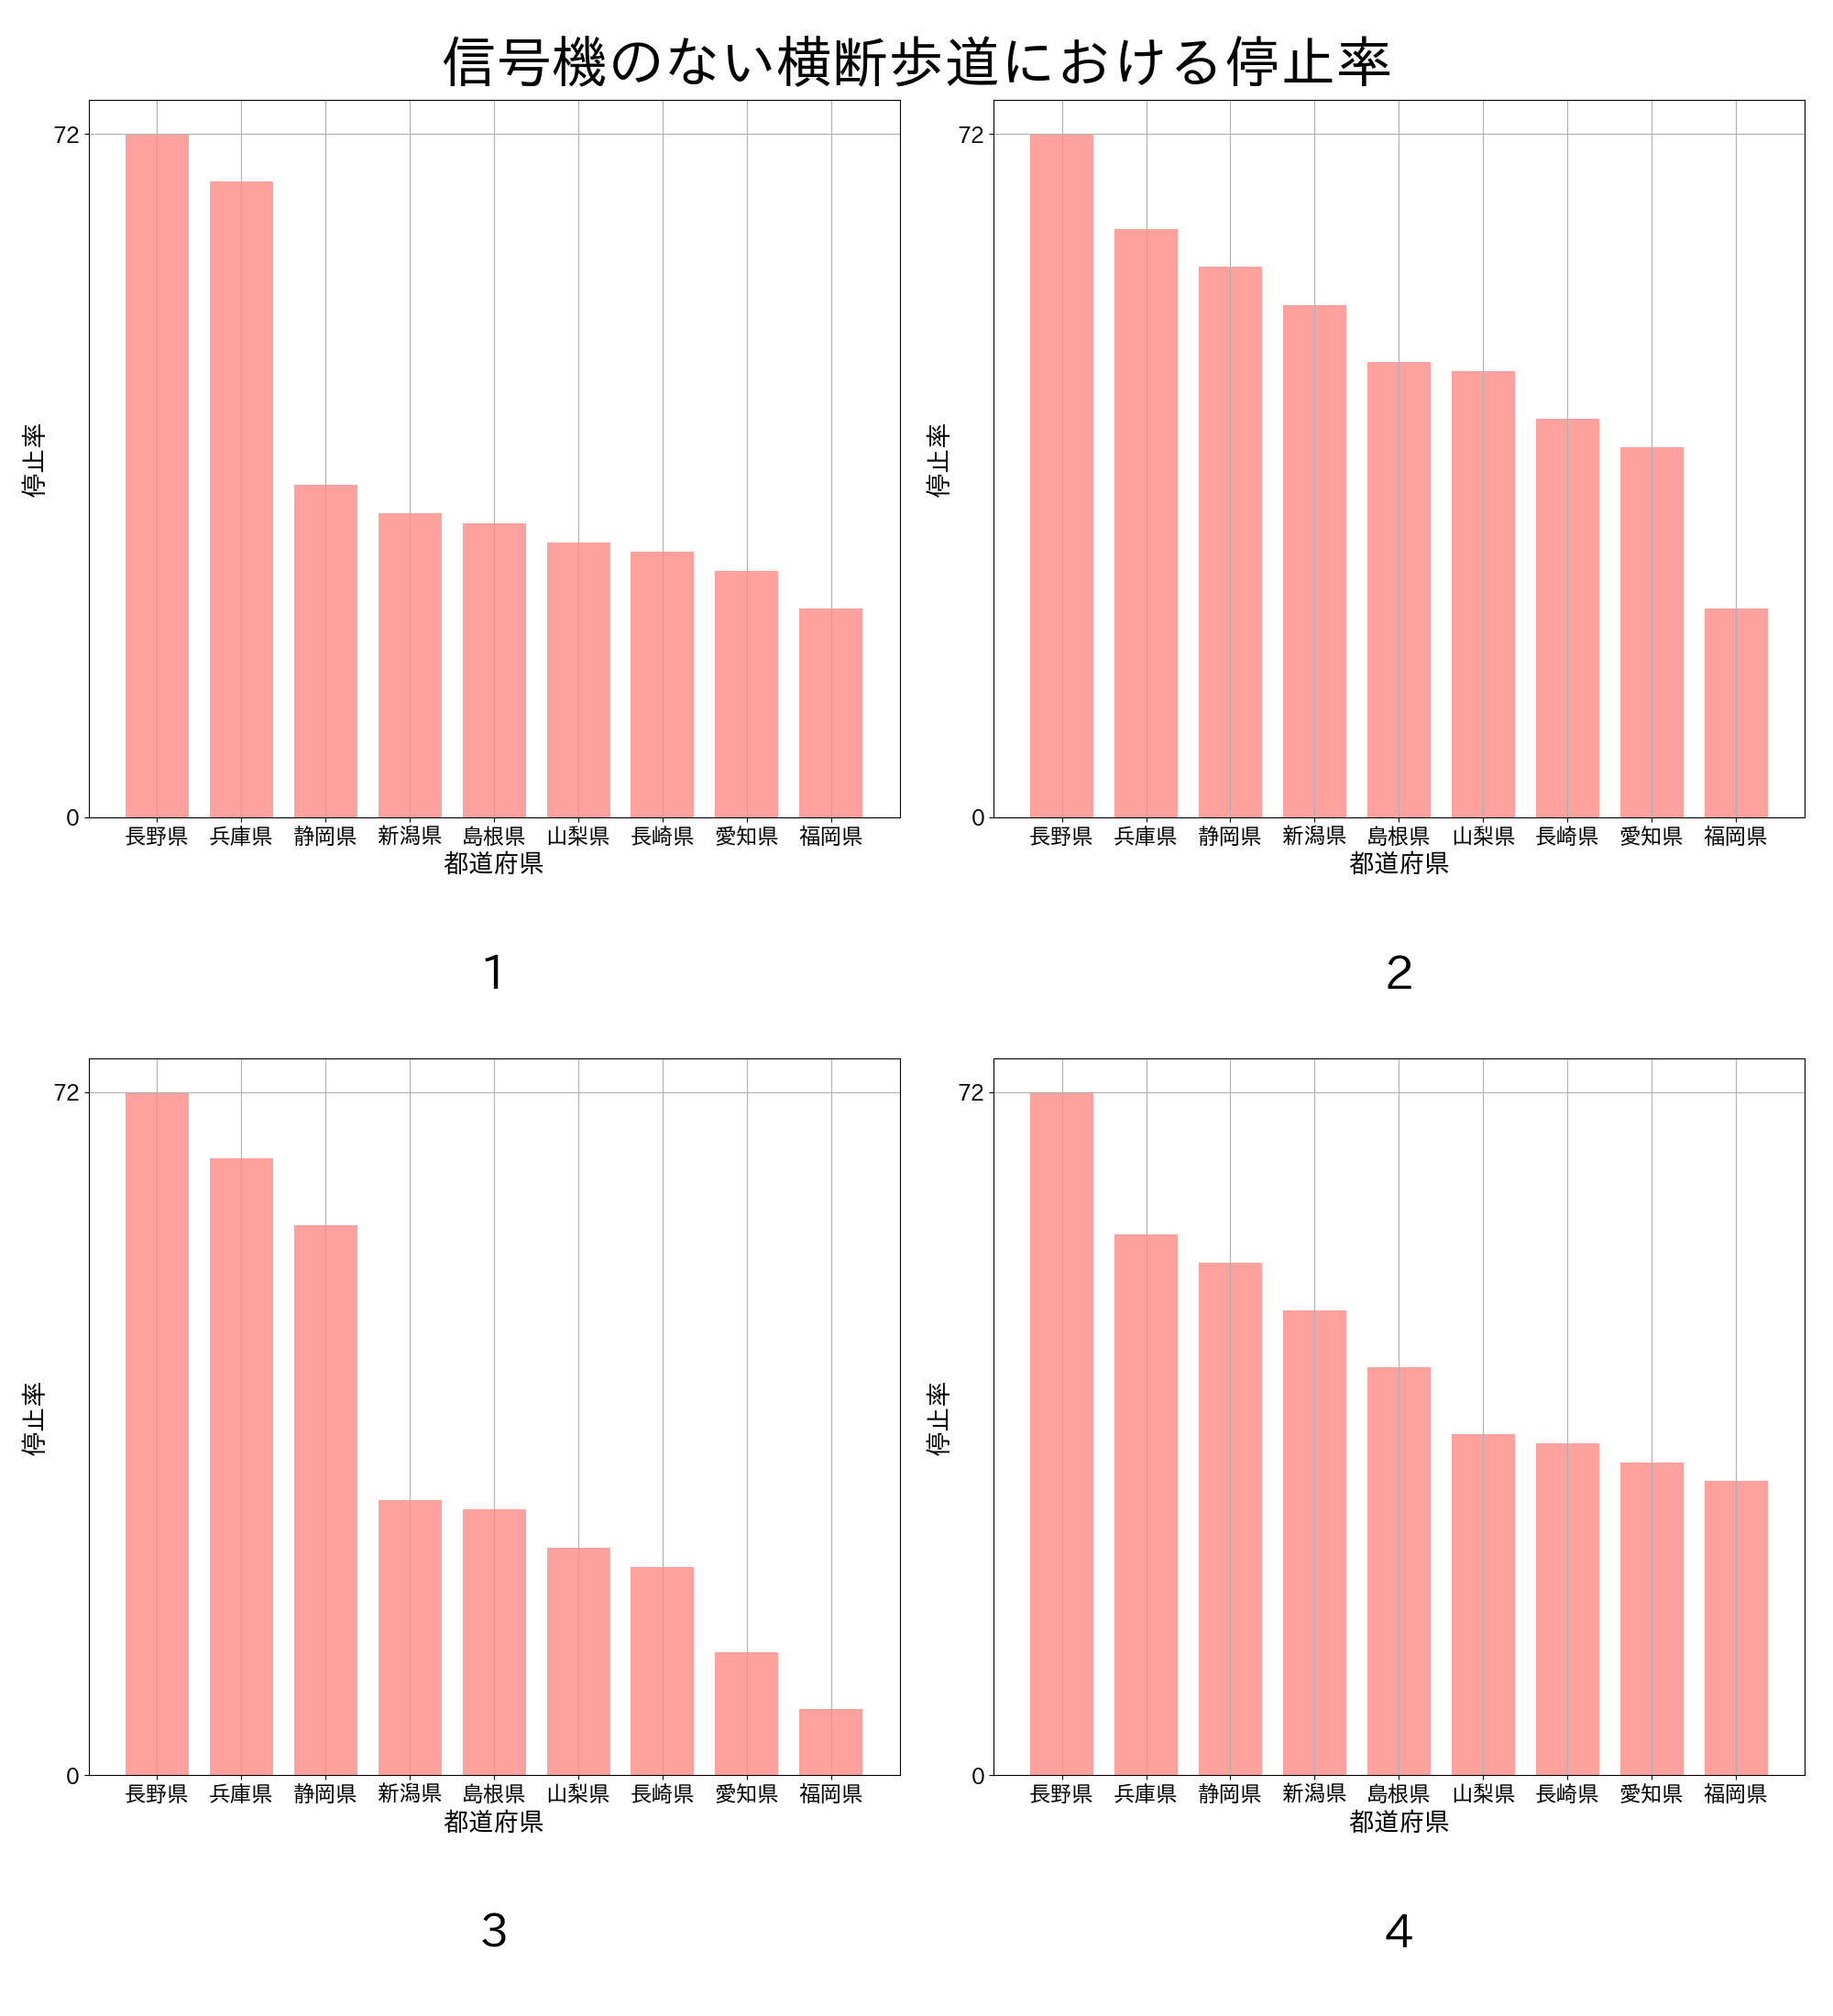 信号機のない横断歩道における停止率
72
停止率
0
長野県 兵庫県 静岡県 新潟県 島根県 山梨県 長崎県 愛知県 福岡県
都道府県
1
72
停止率
0
長野県 兵庫県 静岡県 新潟県 島根県 山梨県 長崎県 愛知県 福岡県
都道府県
2
72
停止率
0
長野県 兵庫県 静岡県 新潟県 島根県 山梨県 長崎県 愛知県 福岡県
都道府県
3
72
停止率
0
長野県 兵庫県 静岡県 新潟県 島根県 山梨県 長崎県 愛知県 福岡県
都道府県
4